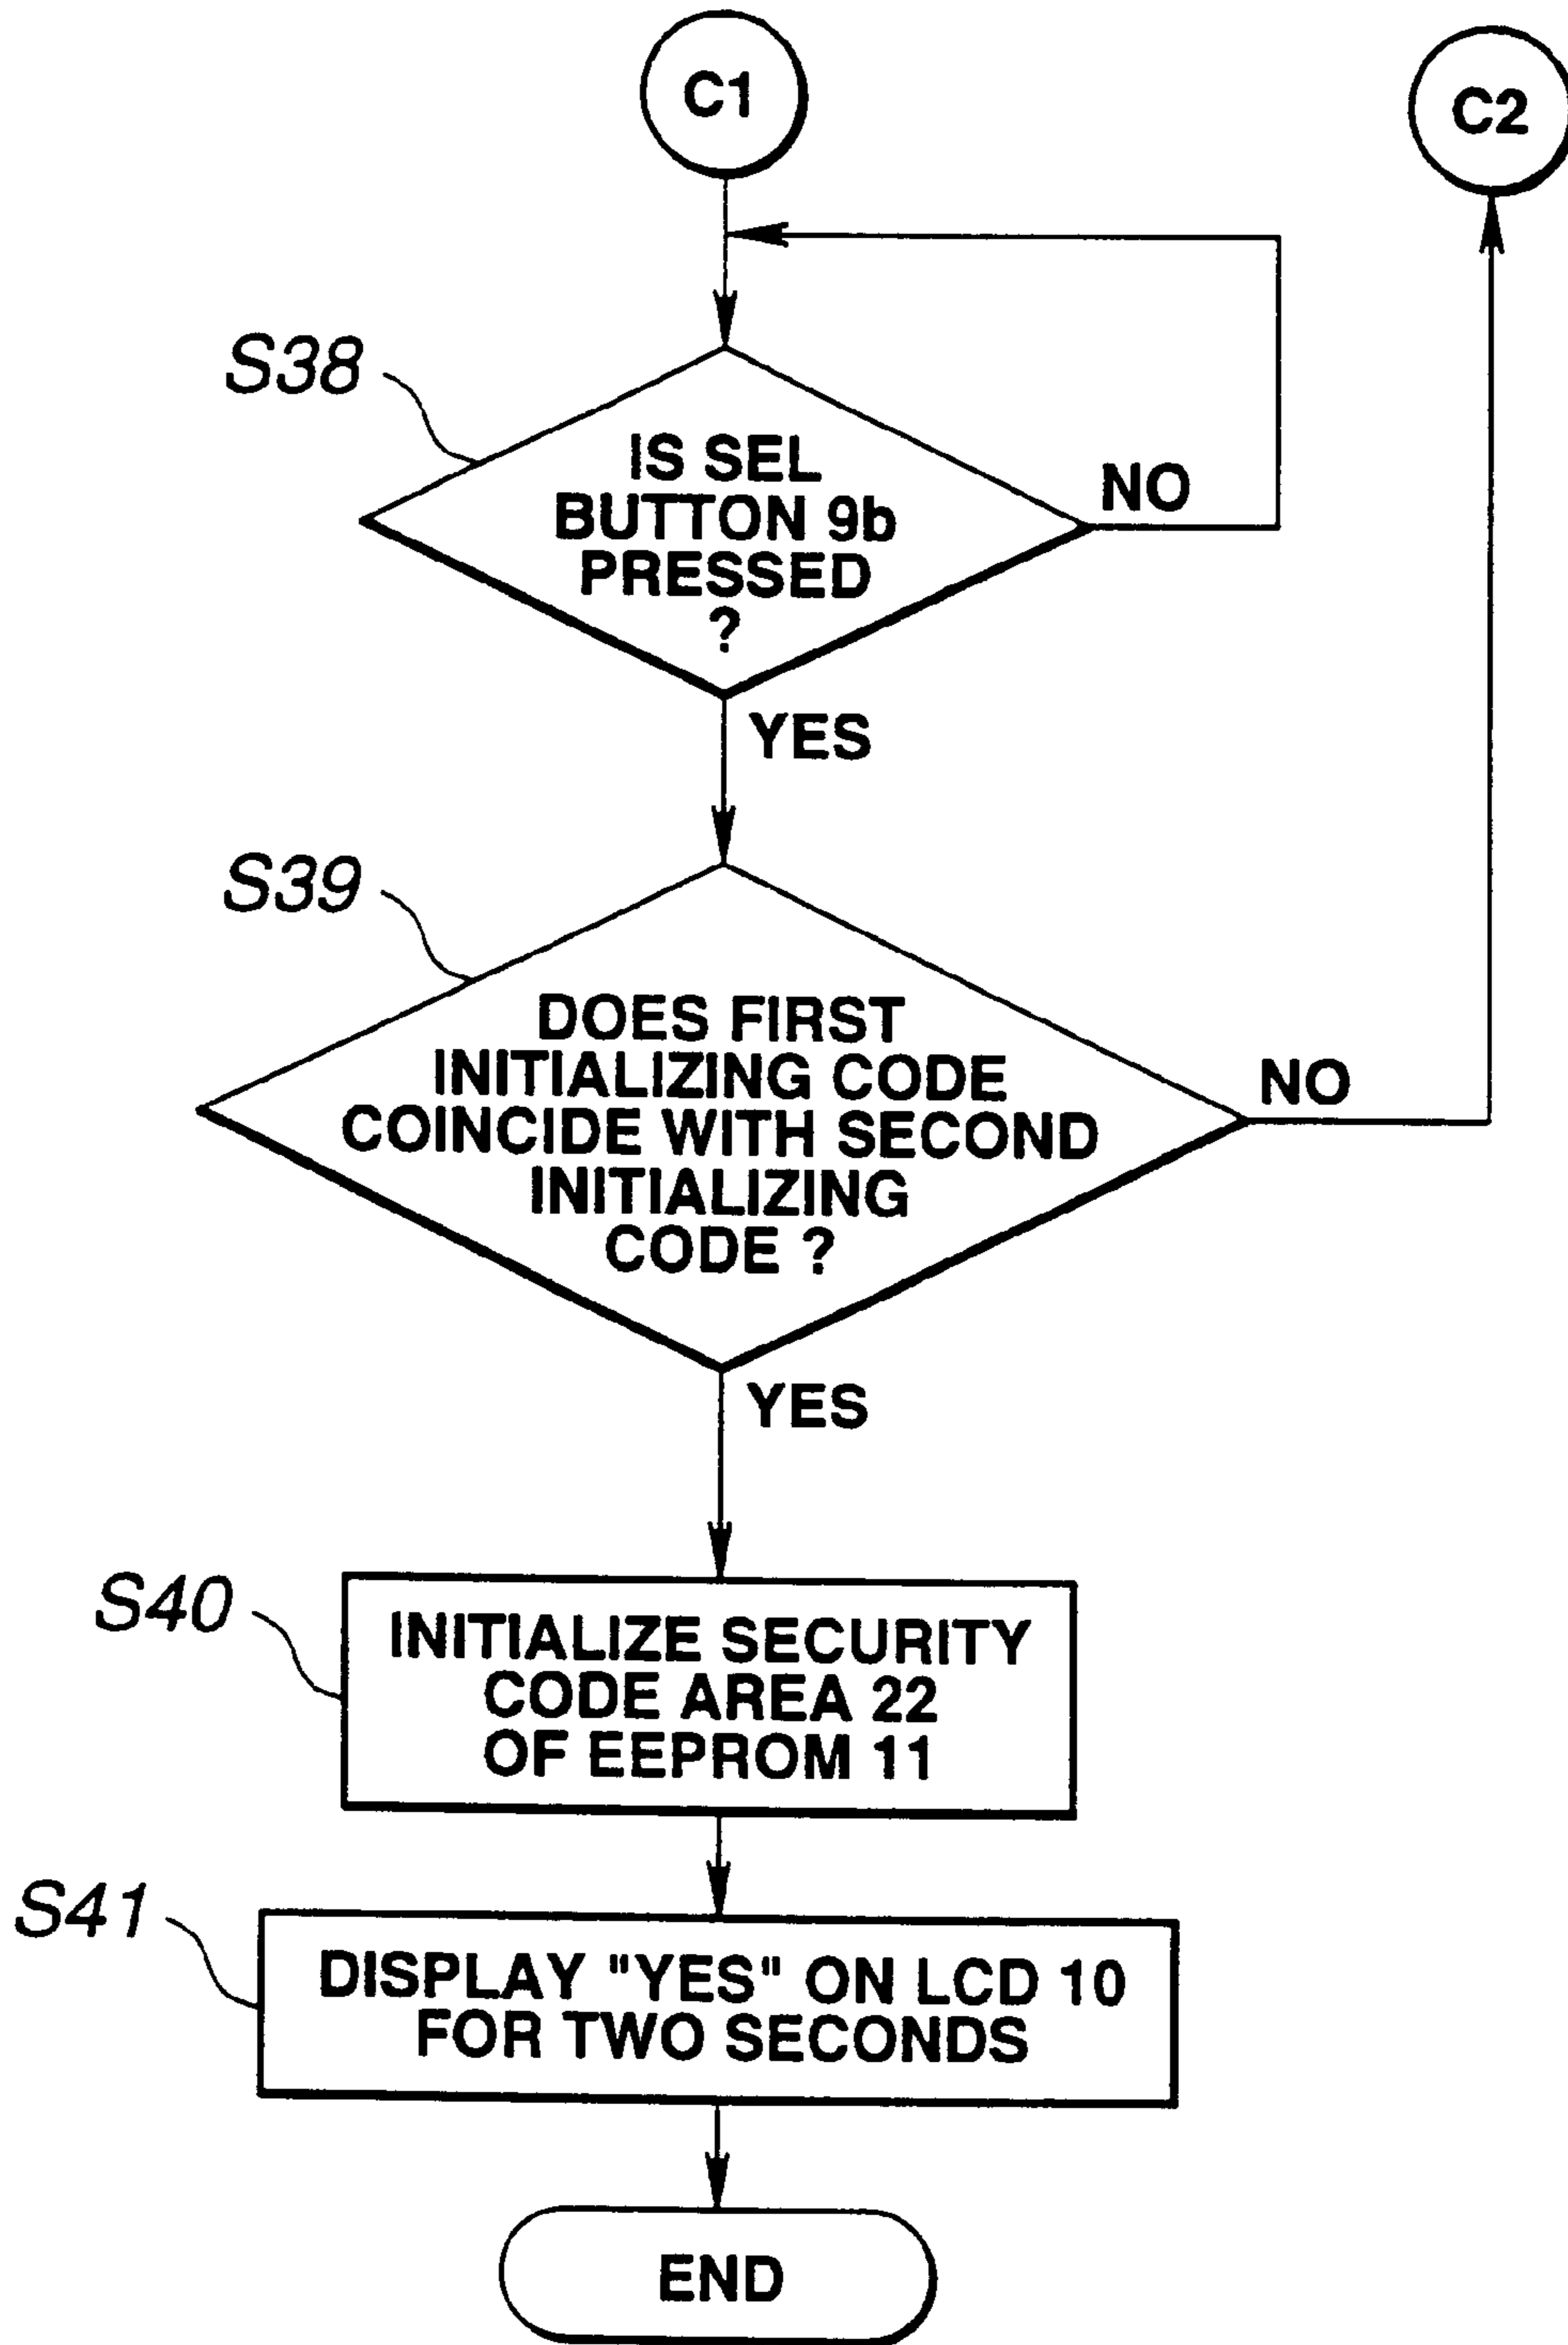 C1
C2
S38
IS SEL
BUTTON 9b
PRESSED
?
NO
YES
S39
DOES FIRST
INITIALIZING CODE
COINCIDE WITH SECOND
INITIALIZING
CODE ?
NO
YES
S40
INITIALIZE SECURITY
CODE AREA 22
OF EEPROM 11
S41
DISPLAY "YES" ON LCD 10
FOR TWO SECONDS
END